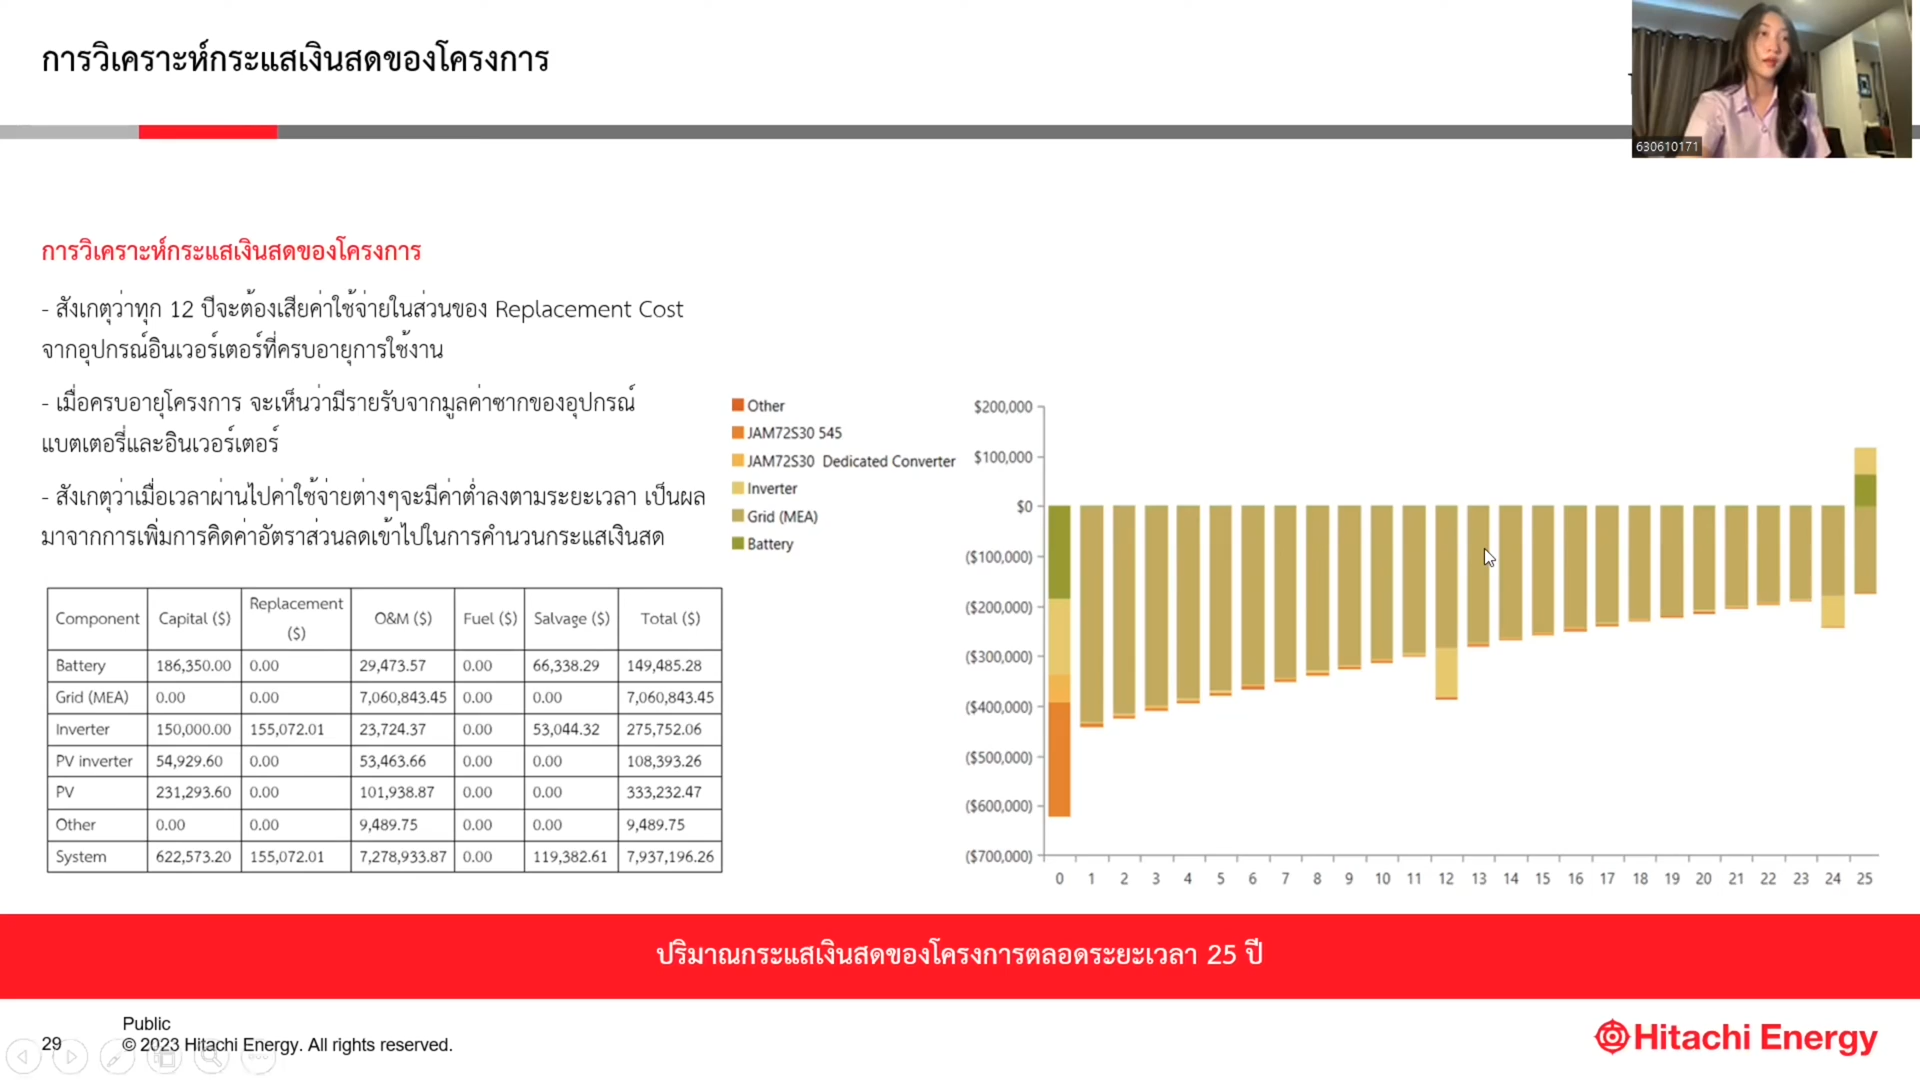 การวิเคราะห์กระแสเงินสดของโครงการ
630610171
การวิเคราะห์กระแสเงินสดของโครงการ
- สังเกตุว่าทุก 12 ปีจะต้องเสียค่าใช้จ่ายในส่วนของ Replacement Cost
จากอุปกรณ์อินเวอร์เตอร์ที่ครบอายุการใช้งาน
- เมื่อครบอายุโครงการ จะเห็นว่ามีรายรับจากมูลค่าซากของอุปกรณ์
แบตเตอรี่และอินเวอร์เตอร์
- สังเกตุว่าเมื่อเวลาผ่านไปค่าใช้จ่ายต่างๆจะมีค่าต่ำลงตามระยะเวลา เป็นผล
มาจากการเพิ่มการคิดค่าอัตราส่วนลดเข้าไปในการคำนวนกระแสเงินสด
Component Capital ($) Replacement ($) O&M ($) Fuel ($) Salvage ($) Total ($)
Battery 186,350.00 0.00 29,473.57 0.00 66,338.29 149,485.28
Grid (MEA) 0.00 0.00 7,060,843.45 0.00 0.00 7,060,843.45
Inverter 150,000.00 155,072.01 23,724.37 0.00 53,044.32 275,752.06
PV inverter 54,929.60 0.00 53,463.66 0.00 0.00 108,393.26
PV 231,293.60 0.00 101,938.87 0.00 0.00 333,232.47
Other 0.00 0.00 9,489.75 0.00 0.00 9,489.75
System 622,573.20 155,072.01 7,278,933.87 0.00 119,382.61 7,937,196.26
Other
JAM72S30 545
JAM72S30 Dedicated Converter
Inverter
Grid (MEA)
Battery
$200,000
$100,000
$0
($100,000)
($200,000)
($300,000)
($400,000)
($500,000)
($600,000)
($700,000)
0 1 2 3 4 5 6 7 8 9 10 11 12 13 14 15 16 17 18 19 20 21 22 23 24 25
ปริมาณกระแสเงินสดของโครงการตลอดระยะเวลา 25 ปี
29
Public
© 2023 Hitachi Energy. All rights reserved.
Hitachi Energy